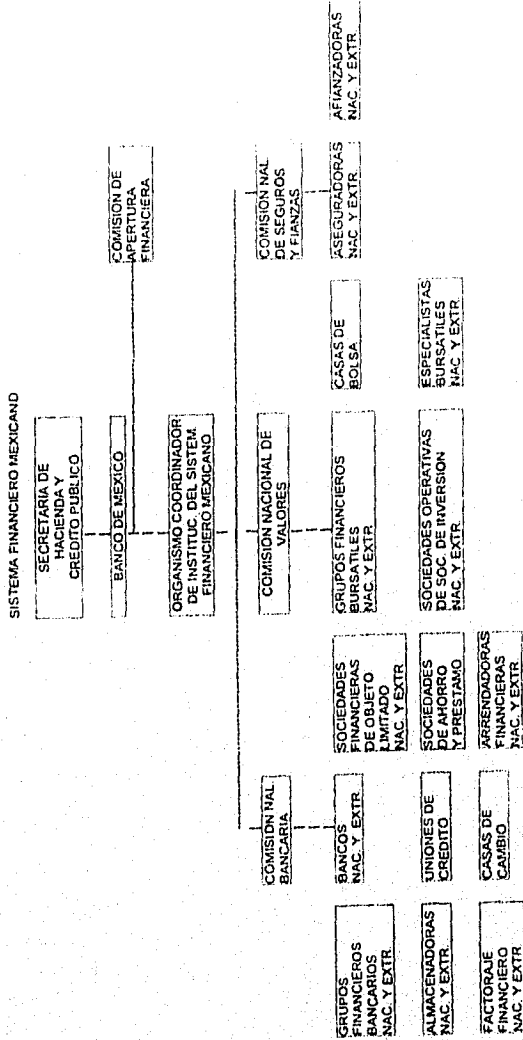 SISTEMA FINANCIERO MEXICANO
SECRETARIA DE
HACIENDA Y
CREDITO PUBLICO
BANCO DE MEXICO
COMISION DE
APERTURA
FINANCIERA
ORGANISMO COORDINADOR
DE INSTITUC. DEL SISTEM.
FINANCIERO MEXICANO
COMISION NAL.
BANCARIA
COMISION NACIONAL DE
VALORES
COMISION NAL
DE SEGUROS
Y FIANZAS
GRUPOS
FINANCIEROS
BANCARIOS
NAC. Y EXTR.
BANCOS
NAC. Y EXTR.
SOCIEDADES
FINANCIERAS
DE OBJETO
LIMITADO
NAC. Y EXTR
GRUPOS FINANCIEROS
BURSATILES
NAC. Y EXTR.
CASAS DE
BOLSA
ASEGURADORAS
NAC. Y EXTR.
AFIANZADORAS
NAC. Y EXTR.
ALMACENADORAS
NAC. Y EXTR.
UNIONES DE
CREDITO
SOCIEDADES
DE AHORRO
Y PRESTAMO
SOCIEDADES OPERATIVAS
DE SOC. DE INVERSION
NAC. Y EXTR.
ESPECIALISTAS
BURSATILES
NAC. Y EXTR.
FACTORAJE
FINANCIERO
NAC. Y EXTR.
CASAS DE
CAMBIO
ARRENDADORAS
FINANCIERAS
NAC. Y EXTR.